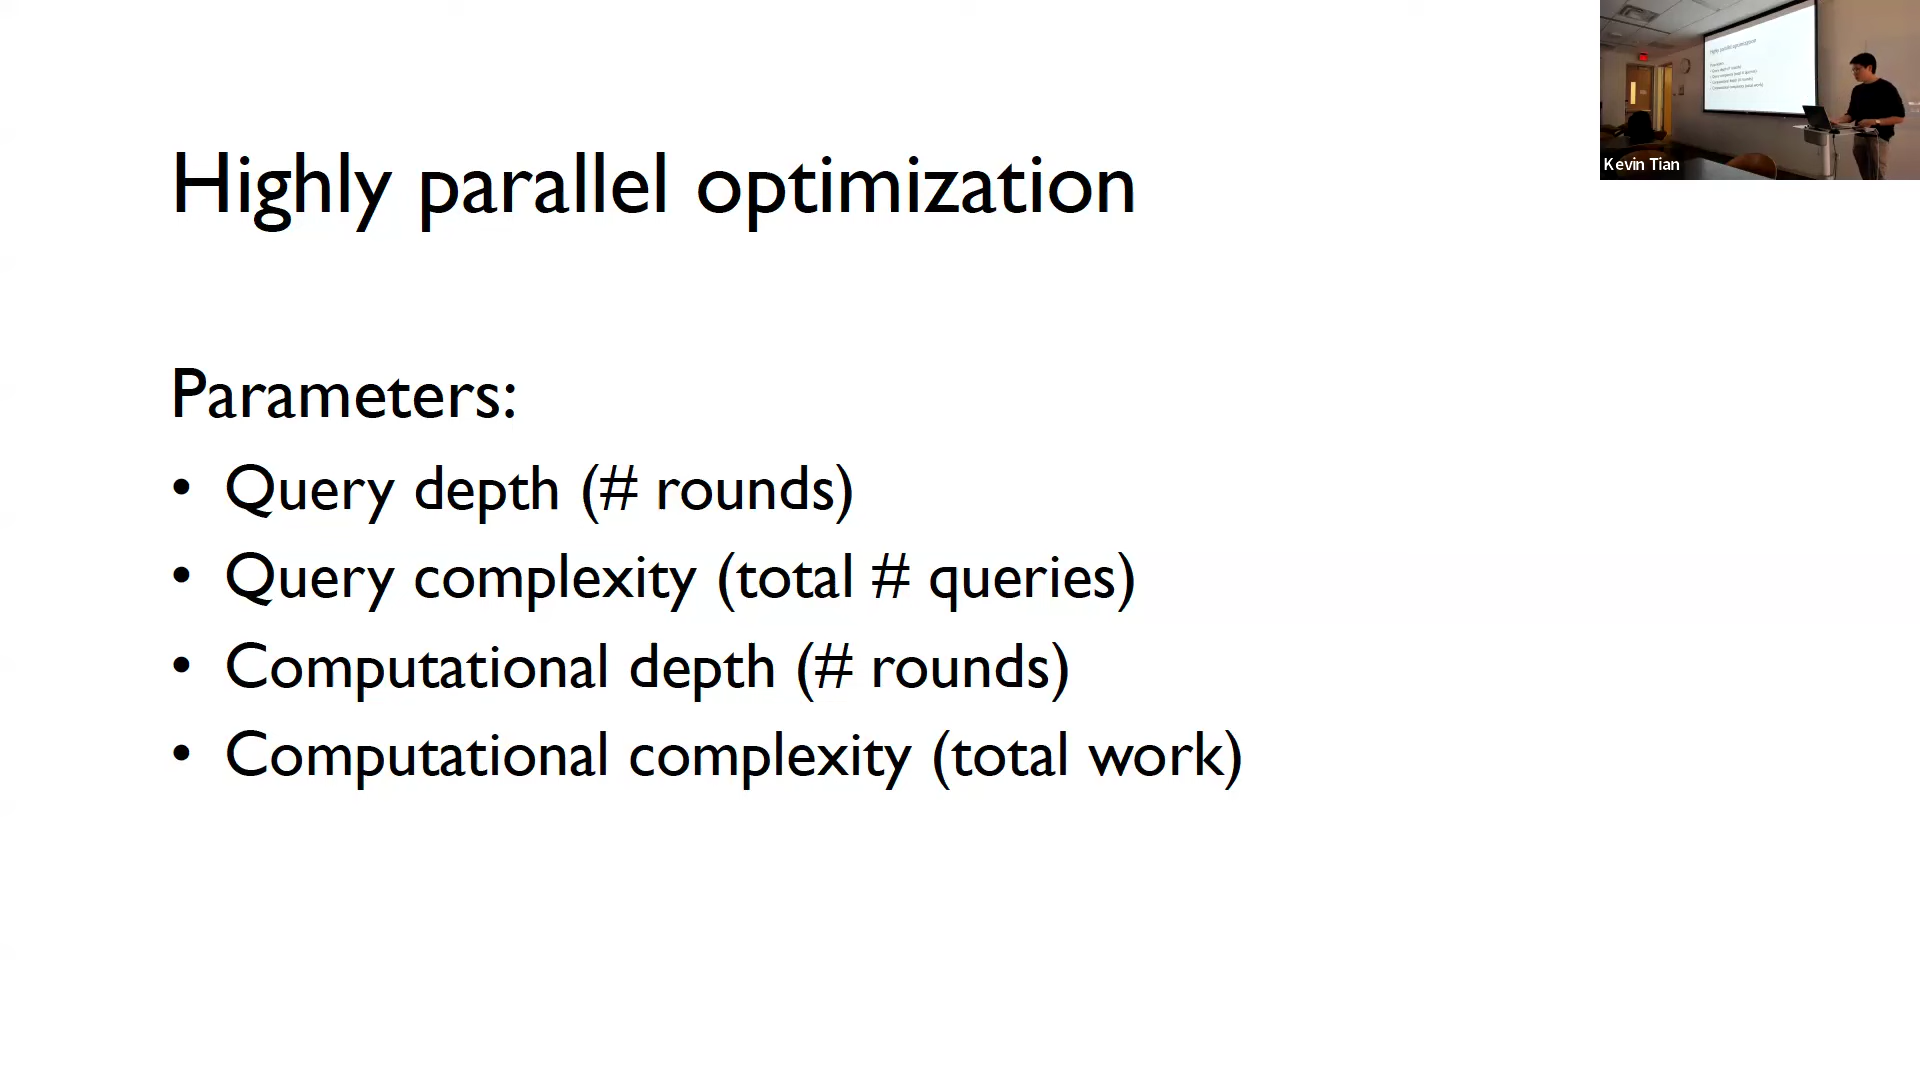 Highly parallel optimization
Parameters:
• Query depth (# rounds)
• Query complexity (total # queries)
• Computational depth (# rounds)
• Computational complexity (total work)
Kevin Tian